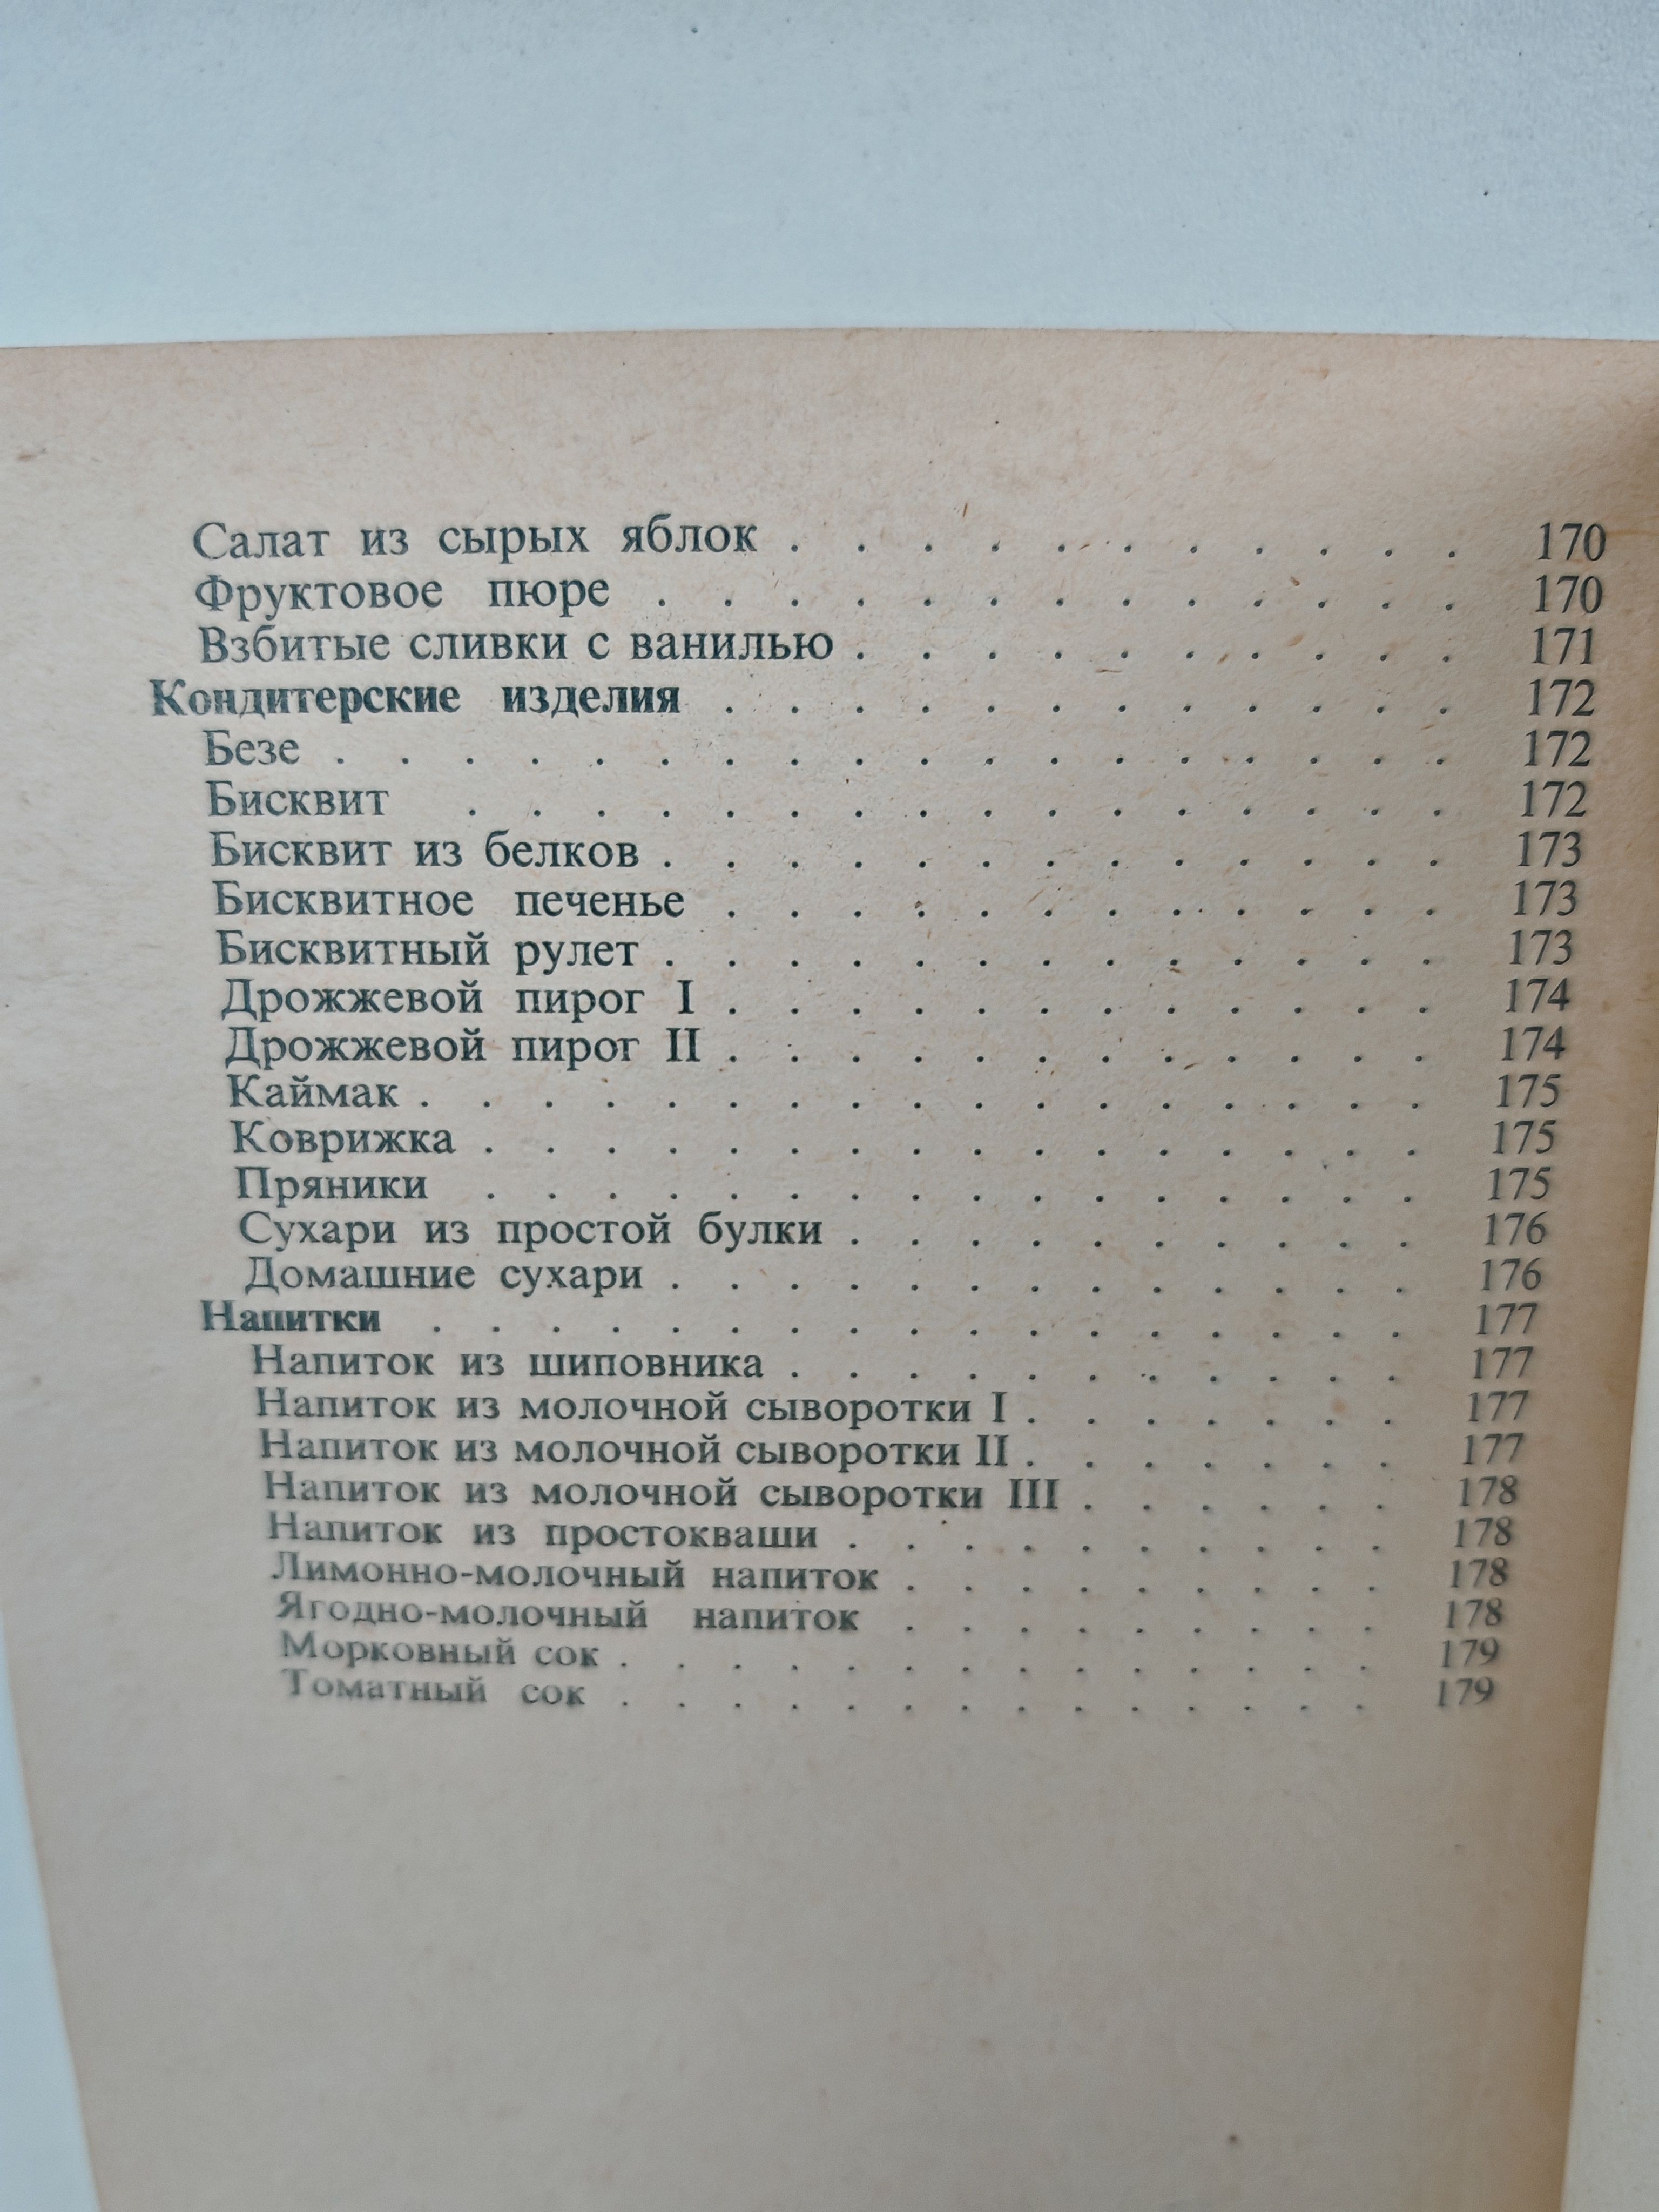 Салат из сырых яблок . . . . . . . . . . . 170
Фруктовое пюре . . . . . . . . . . . . . 170
Взбитые сливки с ванилью . . . . . . . . . . 171
Кондитерские изделия . . . . . . . . . . . . 172
Безе . . . . . . . . . . . . . . . . . . 172
Бисквит . . . . . . . . . . . . . . . . 172
Бисквит из белков . . . . . . . . . . . . . 173
Бисквитное печенье . . . . . . . . . . . . 173
Бисквитный рулет . . . . . . . . . . . . . 173
Дрожжевой пирог I . . . . . . . . . . . . 174
Дрожжевой пирог II . . . . . . . . . . . . 174
Каймак . . . . . . . . . . . . . . . . . 175
Коврижка . . . . . . . . . . . . . . . . 175
Пряники . . . . . . . . . . . . . . . . 175
Сухари из простой булки . . . . . . . . . . 176
Домашние сухари . . . . . . . . . . . . . 176
Напитки . . . . . . . . . . . . . . . . . 177
Напиток из шиповника . . . . . . . . . . . 177
Напиток из молочной сыворотки I . . . . . . . 177
Напиток из молочной сыворотки II . . . . . . . 177
Напиток из молочной сыворотки III . . . . . . 178
Напиток из простокваши . . . . . . . . . . 178
Лимонно-молочный напиток . . . . . . . . . 178
Ягодно-молочный напиток . . . . . . . . . 178
Морковный сок . . . . . . . . . . . . . . 179
Томатный сок . . . . . . . . . . . . . . 179